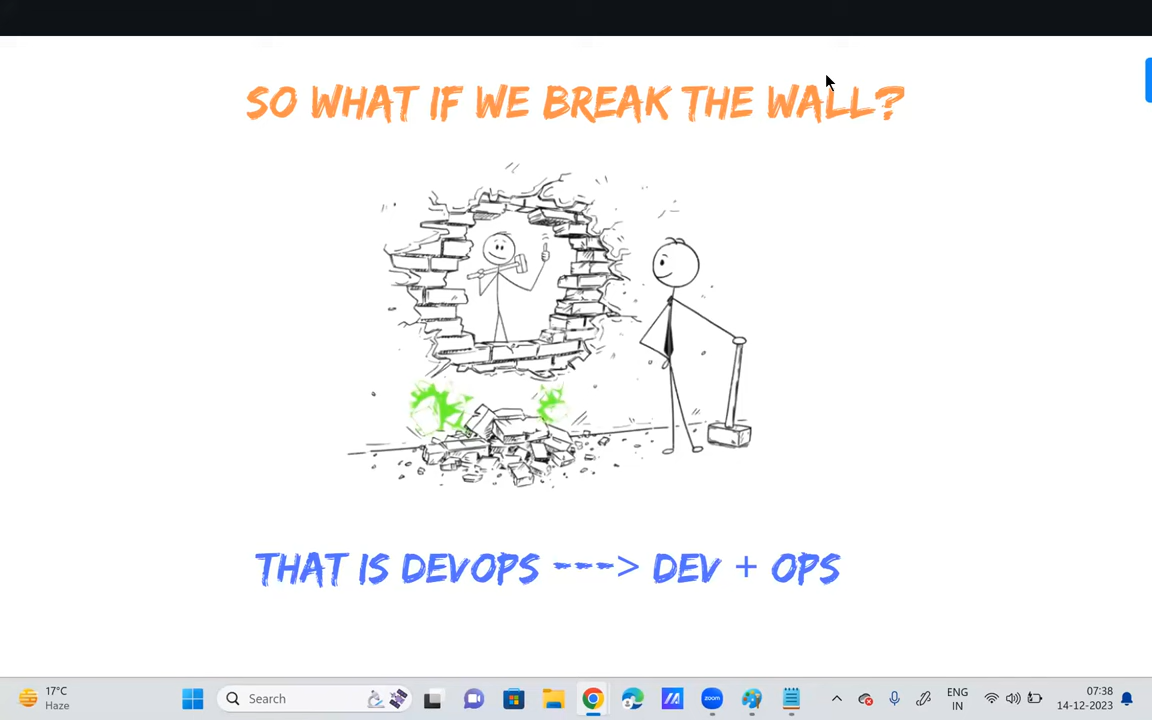 SO WHAT IF WE BREAK THE WALL?
THAT IS DEVOPS ---> DEV + OPS
17°C
Haze
Search
zoom
ENG
IN
07:38
14-12-2023